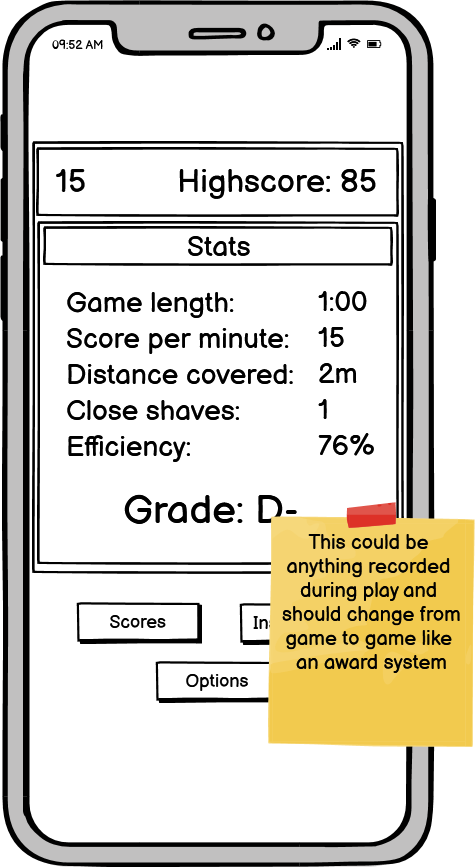 09:52 AM
15 Highscore: 85
Stats
Game length: 1:00
Score per minute: 15
Distance covered: 2m
Close shaves: 1
Efficiency: 76%
Grade: D-
This could be
anything recorded
during play and
should change from
game to game like
an award system
Scores
Options